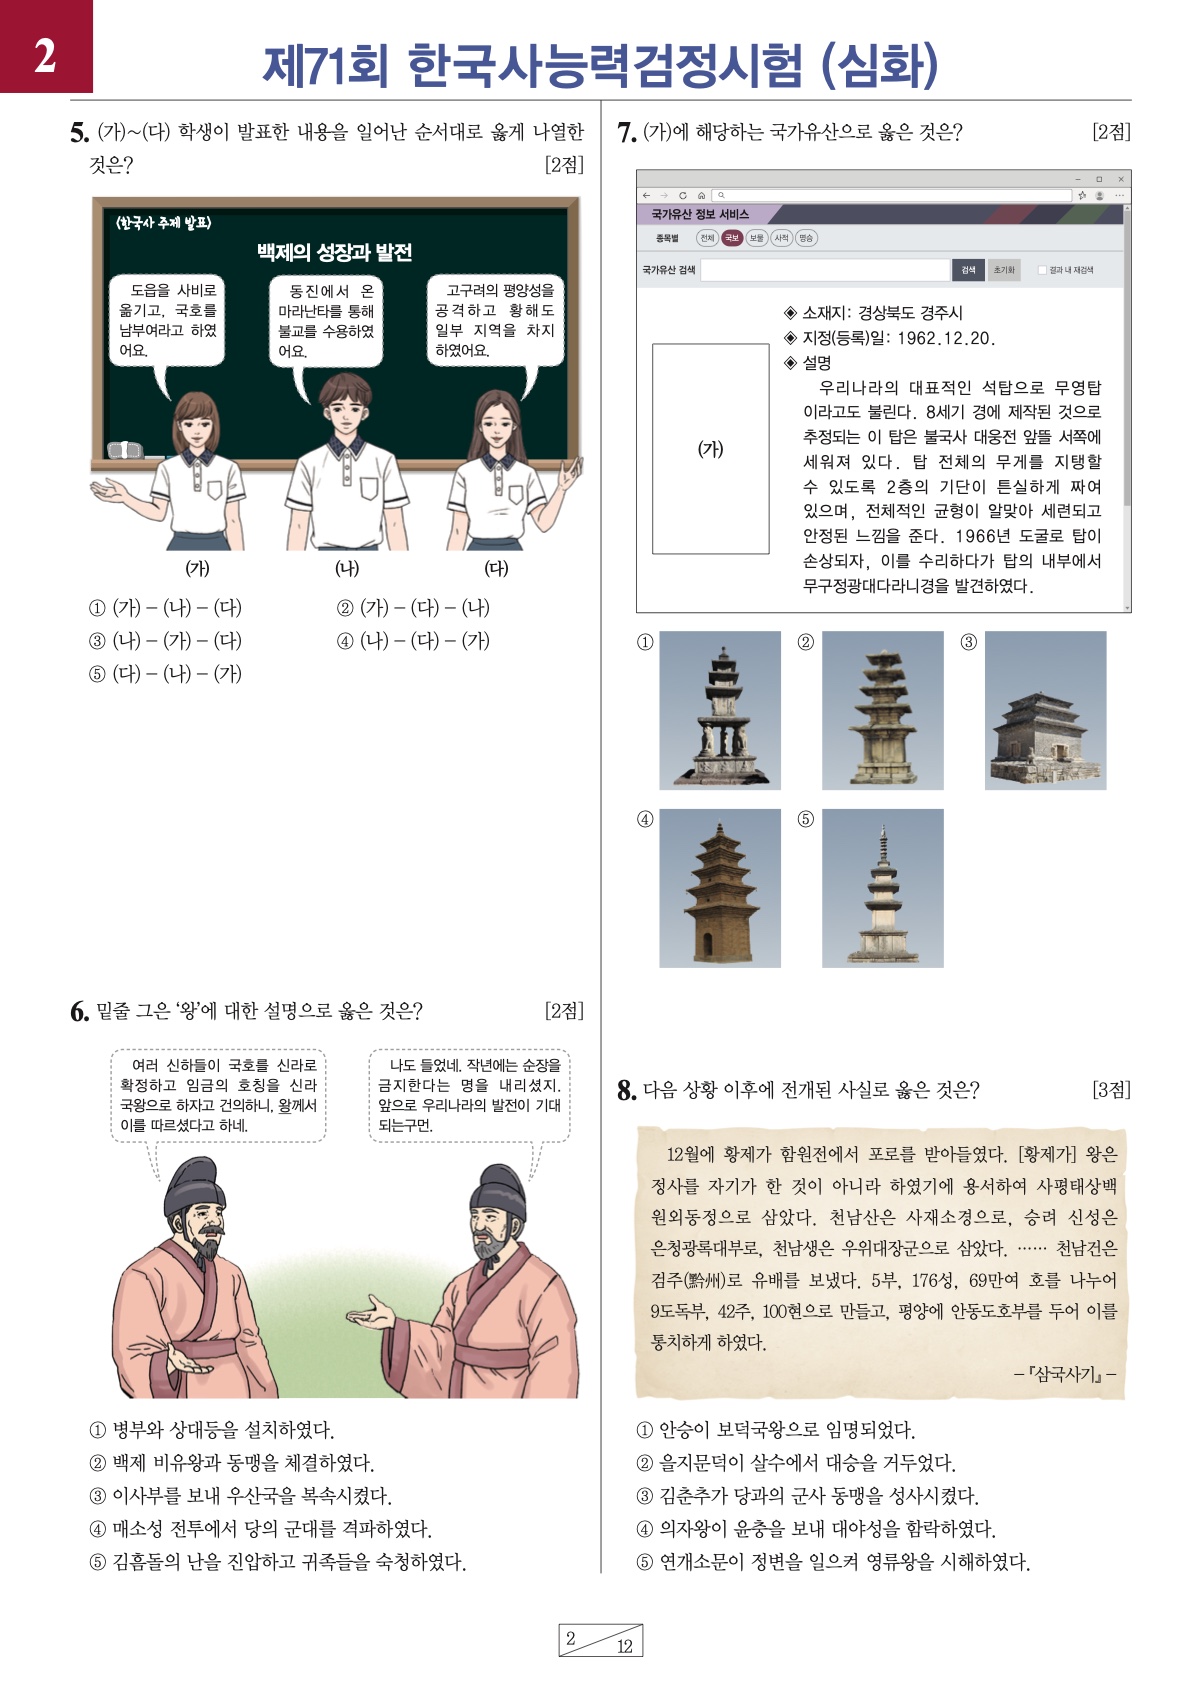 2
제71회 한국사능력검정시험 (심화)
5. (가)~(다) 학생이 발표한 내용을 일어난 순서대로 옳게 나열한
것은? [2점]
(한국사 주제 발표)
백제의 성장과 발전
도읍을 사비로
옮기고, 국호를
남부여라고 하였
어요.
동진에서 온
마라난타를 통해
불교를 수용하였
어요.
고구려의 평양성을
공격하고 황해도
일부 지역을 차지
하였어요.
(가) (나) (다)
① (가) – (나) – (다) ② (가) – (다) – (나)
③ (나) – (가) – (다) ④ (나) – (다) – (가)
⑤ (다) – (나) – (가)
6. 밑줄 그은 ‘왕’에 대한 설명으로 옳은 것은? [2점]
여러 신하들이 국호를 신라로
확정하고 임금의 호칭을 신라
국왕으로 하자고 건의하니, 왕께서
이를 따르셨다고 하네.
나도 들었네. 작년에는 순장을
금지한다는 명을 내리셨지.
앞으로 우리나라의 발전이 기대
되는구먼.
① 병부와 상대등을 설치하였다.
② 백제 비유왕과 동맹을 체결하였다.
③ 이사부를 보내 우산국을 복속시켰다.
④ 매소성 전투에서 당의 군대를 격파하였다.
⑤ 김흠돌의 난을 진압하고 귀족들을 숙청하였다.
7. (가)에 해당하는 국가유산으로 옳은 것은? [2점]
국가유산 정보 서비스
종목별 전체 국보 보물 사적 명승
국가유산 검색 검색 초기화 결과 내 재검색
(가)
◈ 소재지: 경상북도 경주시
◈ 지정(등록)일: 1962.12.20.
◈ 설명
우리나라의 대표적인 석탑으로 무영탑
이라고도 불린다. 8세기 경에 제작된 것으로
추정되는 이 탑은 불국사 대웅전 앞뜰 서쪽에
세워져 있다. 탑 전체의 무게를 지탱할
수 있도록 2층의 기단이 튼실하게 짜여
있으며, 전체적인 균형이 알맞아 세련되고
안정된 느낌을 준다. 1966년 도굴로 탑이
손상되자, 이를 수리하다가 탑의 내부에서
무구정광대다라니경을 발견하였다.
① ② ③
④ ⑤
8. 다음 상황 이후에 전개된 사실로 옳은 것은? [3점]
12월에 황제가 함원전에서 포로를 받아들였다. [황제가] 왕은
정사를 자기가 한 것이 아니라 하였기에 용서하여 사평태상백
원외동정으로 삼았다. 천남산은 사재소경으로, 승려 신성은
은청광록대부로, 천남생은 우위대장군으로 삼았다. …… 천남건은
검주(黔州)로 유배를 보냈다. 5부, 176성, 69만여 호를 나누어
9도독부, 42주, 100현으로 만들고, 평양에 안동도호부를 두어 이를
통치하게 하였다.
–『삼국사기』–
① 안승이 보덕국왕으로 임명되었다.
② 을지문덕이 살수에서 대승을 거두었다.
③ 김춘추가 당과의 군사 동맹을 성사시켰다.
④ 의자왕이 윤충을 보내 대야성을 함락하였다.
⑤ 연개소문이 정변을 일으켜 영류왕을 시해하였다.
2 12